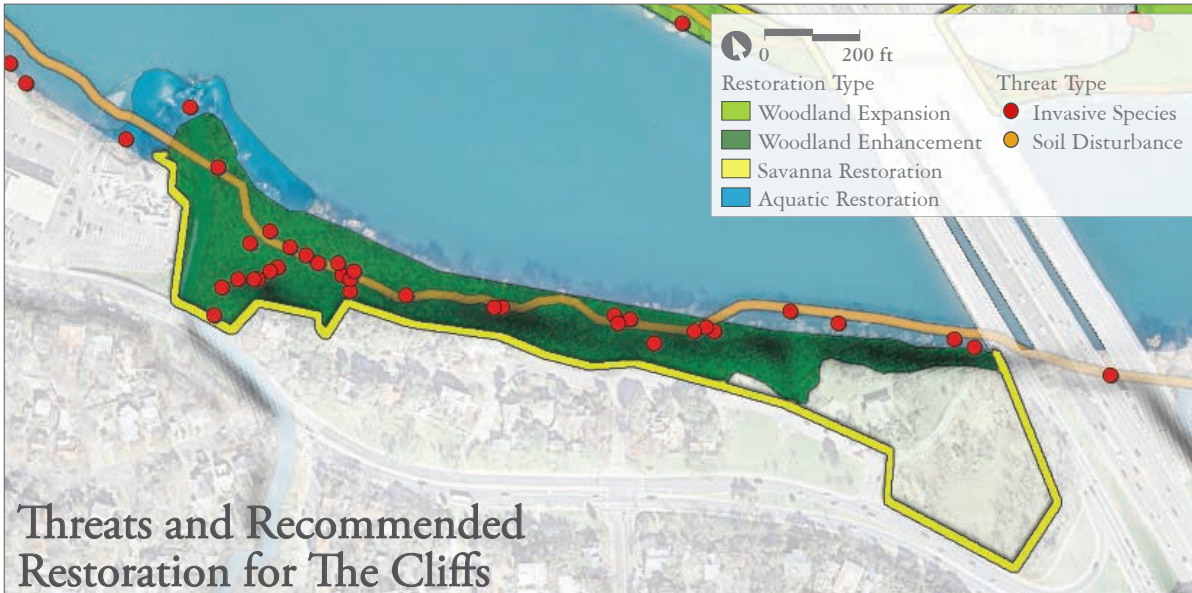 0 200 ft
Restoration Type
Woodland Expansion
Woodland Enhancement
Savanna Restoration
Aquatic Restoration
Threat Type
Invasive Species
Soil Disturbance
Threats and Recommended
Restoration for The Cliffs